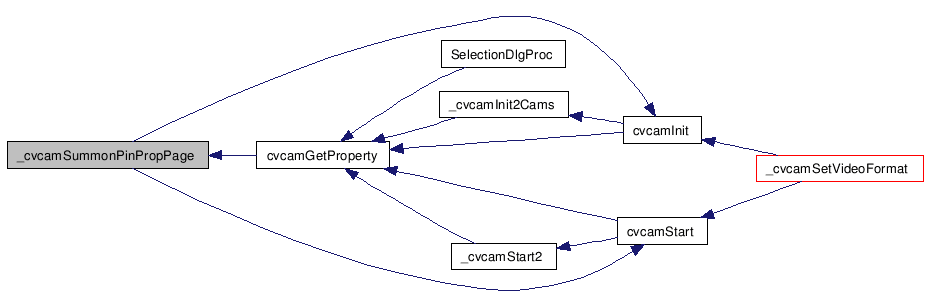 SelectionDlgProc
_cvcamInit2Cams
cvcamInit
_cvcamSummonPinPropPage
cvcamGetProperty
_cvcamSetVideoFormat
cvcamStart
_cvcamStart2